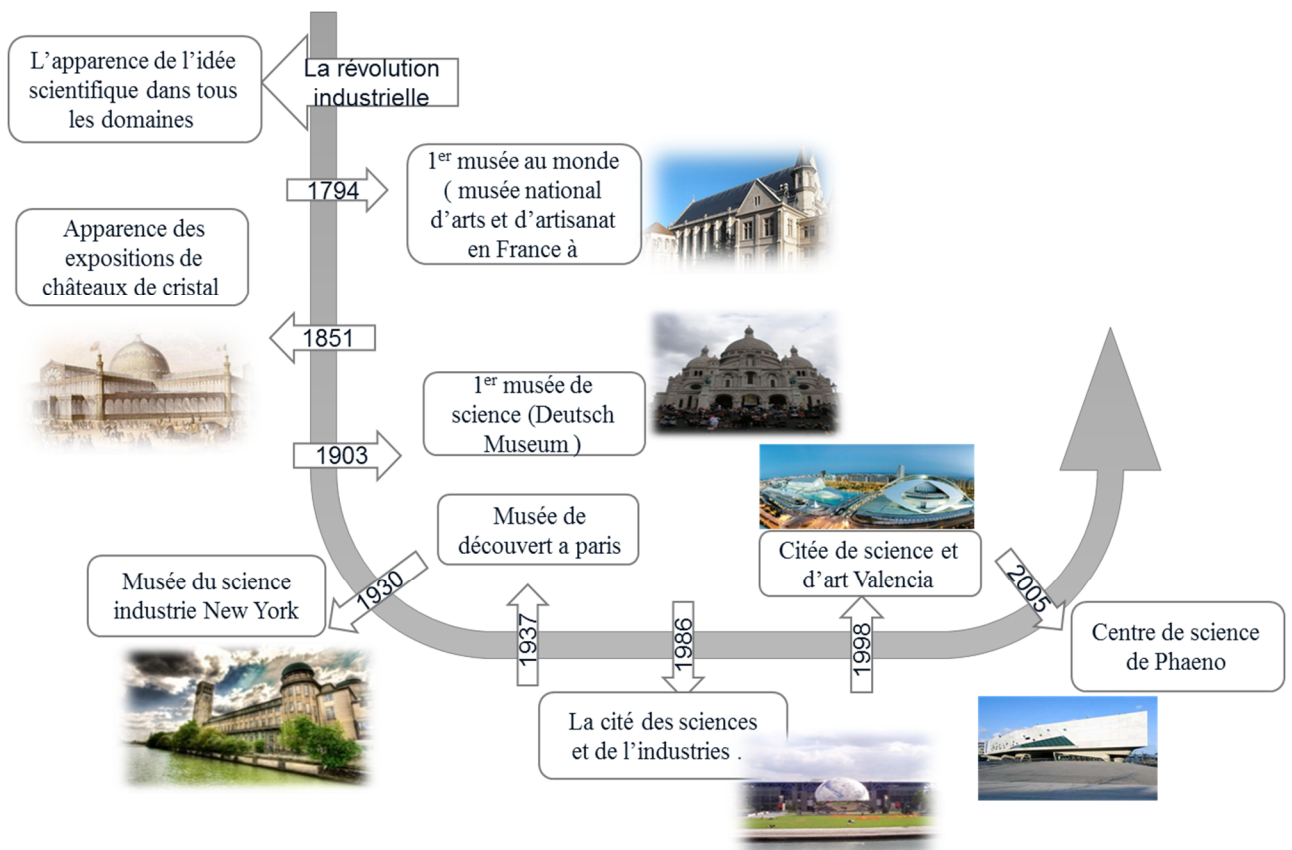 L’apparence de l’idée
scientifique dans tous
les domaines
La révolution
industrielle
1794
1er musée au monde
( musée national
d’arts et d’artisanat
en France à
Apparence des
expositions de
châteaux de cristal
1851
1903
1er musée de
science (Deutsch
Museum )
1930
Musée du science
industrie New York
Musée de
découvert a paris
1937
1986
La cité des sciences
et de l’industries .
1998
Citée de science et
d’art Valencia
2005
Centre de science
de Phaeno